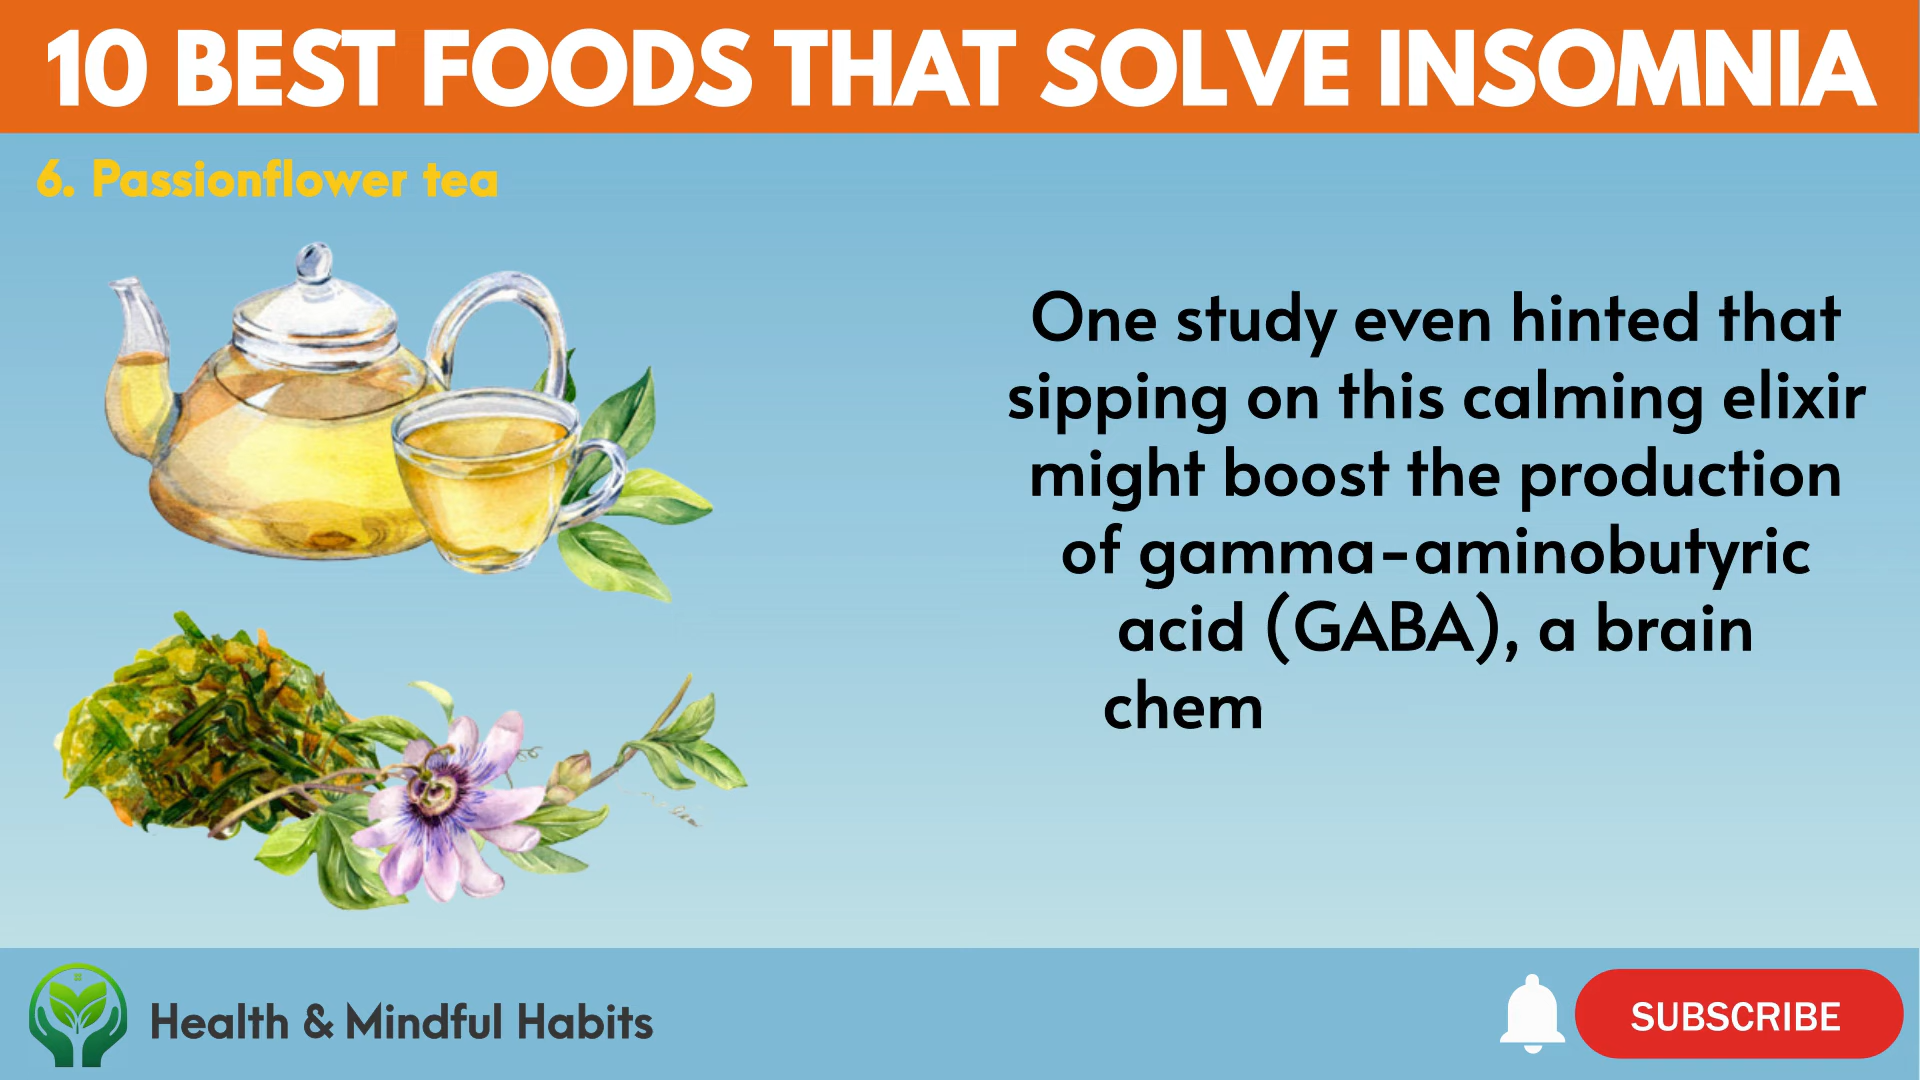 10 BEST FOODS THAT SOLVE INSOMNIA
6. Passionflower tea
One study even hinted that
sipping on this calming elixir
might boost the production
of gamma-aminobutyric
acid (GABA), a brain
chem
Health & Mindful Habits
SUBSCRIBE